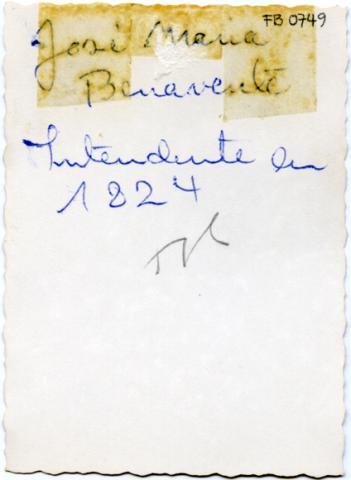 FB 0749
José Maria
Benavente
Intendente en
1824